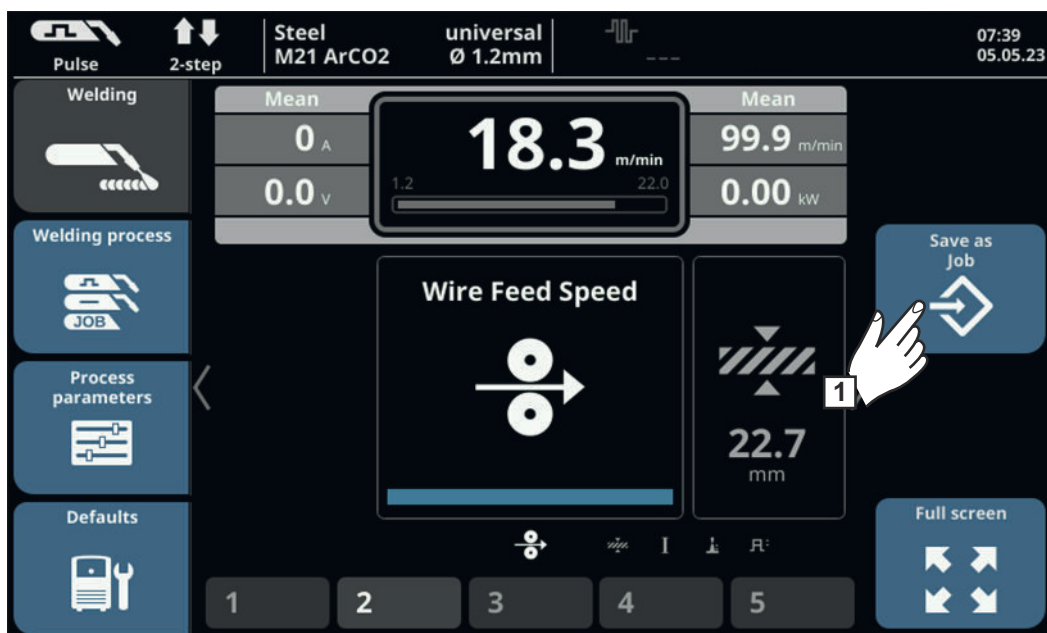 Pulse
2-step
Steel universal
M21 ArCO2 Ø 1.2mm
---
07:39
05.05.23
Welding
Welding process
JOB
Process
parameters
Defaults
Mean
0 A
0.0 V
18.3 m/min
1.2 22.0
Mean
99.9 m/min
0.00 kW
Wire Feed Speed
22.7
mm
I
1 2 3 4 5
Save as
Job
1
Full screen